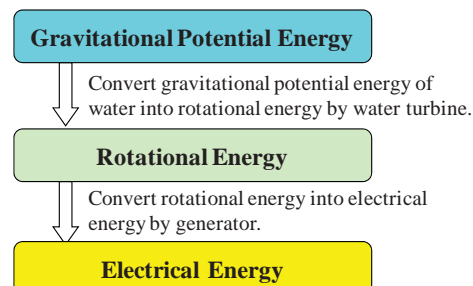 Gravitational Potential Energy
Convert gravitational potential energy of
water into rotational energy by water turbine.
Rotational Energy
Convert rotational energy into electrical
energy by generator.
Electrical Energy